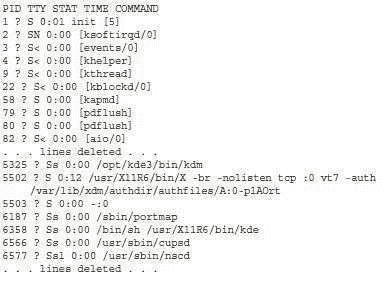 PID TTY STAT TIME COMMAND
1 ? S 0:01 init [5]
2 ? SN 0:00 [ksoftirqd/0]
3 ? S< 0:00 [events/0]
4 ? S< 0:00 [khelper]
9 ? S< 0:00 [kthread]
22 ? S< 0:00 [kblockd/0]
58 ? S 0:00 [kapmd]
79 ? S 0:00 [pdflush]
80 ? S 0:00 [pdflush]
82 ? S< 0:00 [aio/0]
. . . lines deleted . . .
5325 ? Ss 0:00 /opt/kde3/bin/kdm
5502 ? S 0:12 /usr/X11R6/bin/X -br -nolisten tcp :0 vt7 -auth
/var/lib/xdm/authdir/authfiles/A:0-p1AOrt
5503 ? S 0:00 -:0
6187 ? Ss 0:00 /sbin/portmap
6358 ? Ss 0:00 /bin/sh /usr/X11R6/bin/kde
6566 ? Ss 0:00 /usr/sbin/cupsd
6577 ? Ssl 0:00 /usr/sbin/nscd
. . . lines deleted . . .